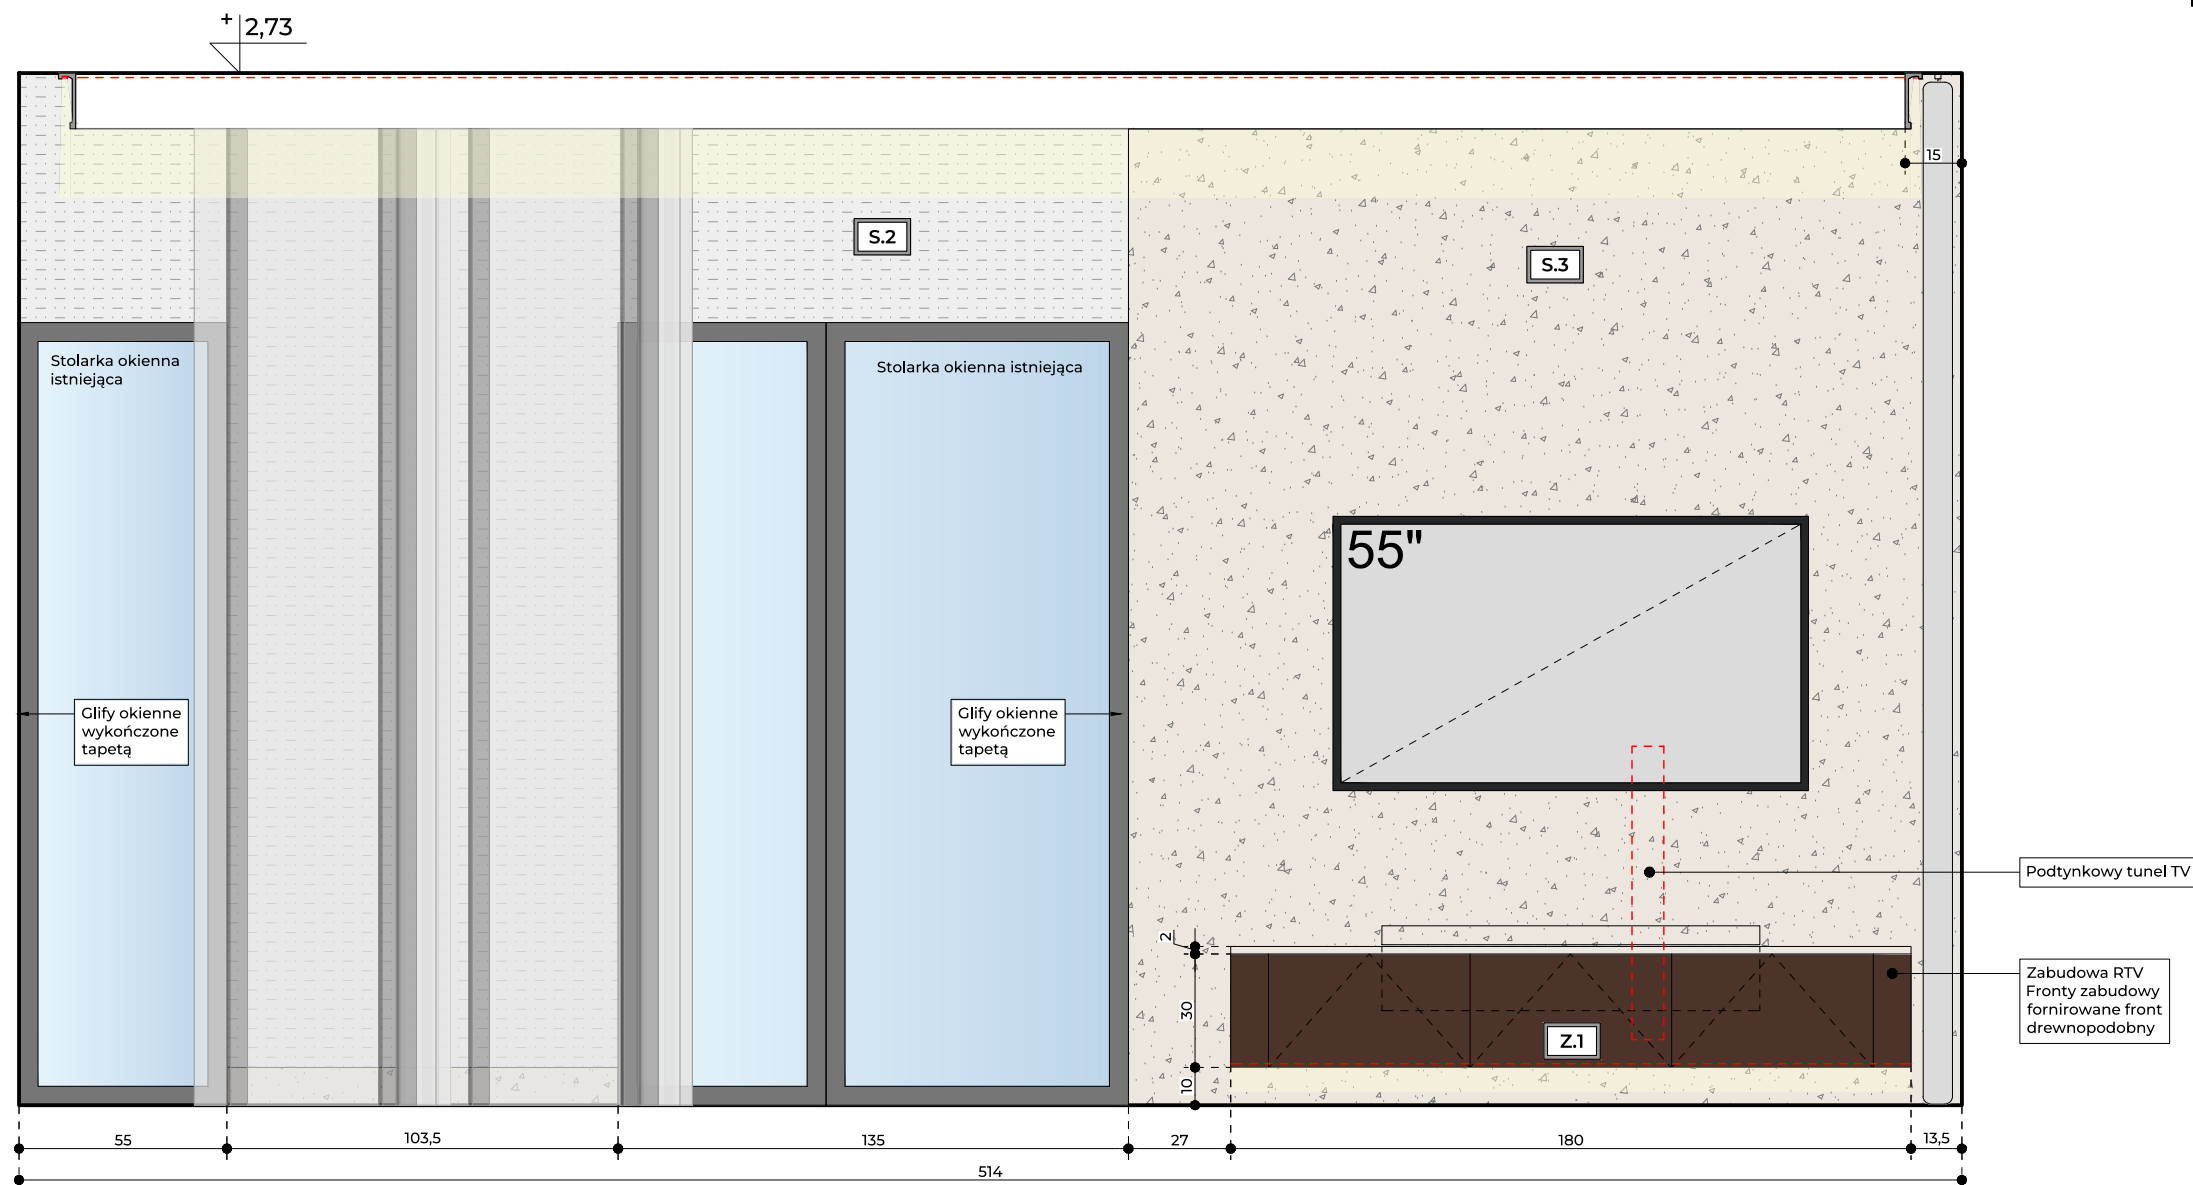 + 2,73
15
S.2
S.3
Stolarka okienna
istniejąca
Stolarka okienna istniejąca
55"
Glify okienne
wykończone
tapetą
Glify okienne
wykończone
tapetą
Podtynkowy tunel TV
2
30
10
Zabudowa RTV
Fronty zabudowy
fornirowane front
drewnopodobny
Z.1
55
103,5
135
27
180
13,5
514